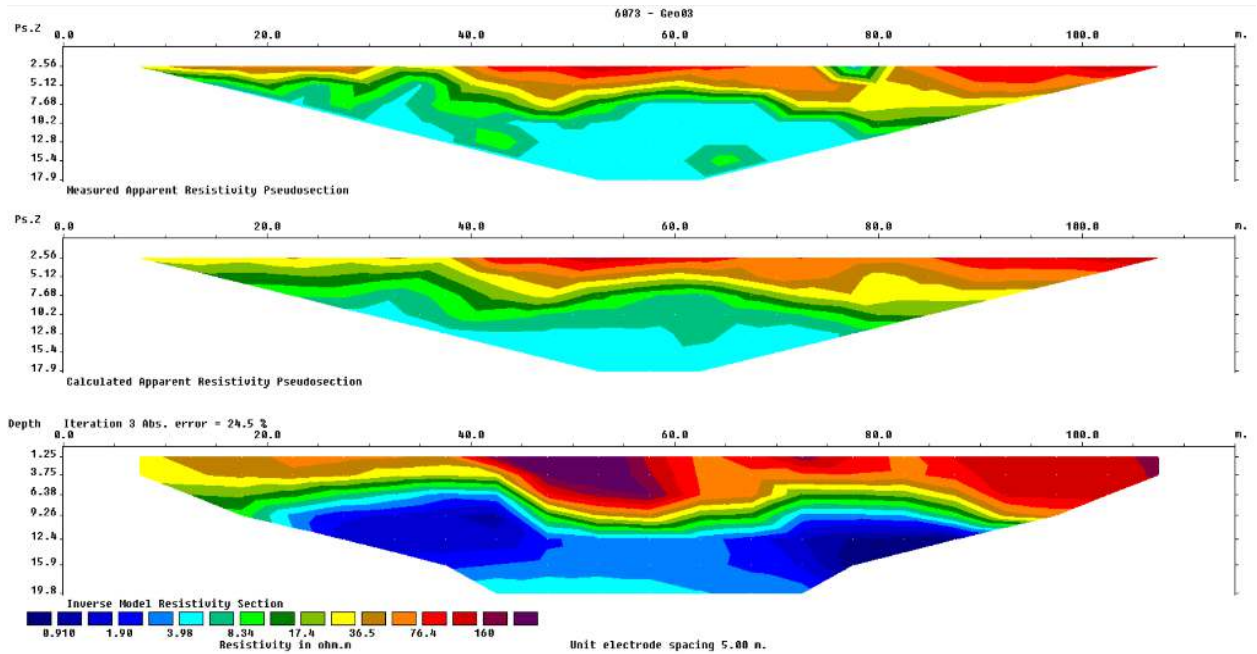 6073 - Geo03
Ps.Z 0.0 20.0 40.0 60.0 80.0 100.0 m.
2.56
5.12
7.68
10.2
12.8
15.4
17.9
Measured Apparent Resistivity Pseudosection
Ps.Z 0.0 20.0 40.0 60.0 80.0 100.0 m.
2.56
5.12
7.68
10.2
12.8
15.4
17.9
Calculated Apparent Resistivity Pseudosection
Depth Iteration 3 Abs. error = 24.5 %
0.0 20.0 40.0 60.0 80.0 100.0 m.
1.25
3.75
6.38
9.26
12.4
15.9
19.8
Inverse Model Resistivity Section
0.910 1.90 3.98 8.34 17.4 36.5 76.4 160
Resistivity in ohm.m Unit electrode spacing 5.00 m.